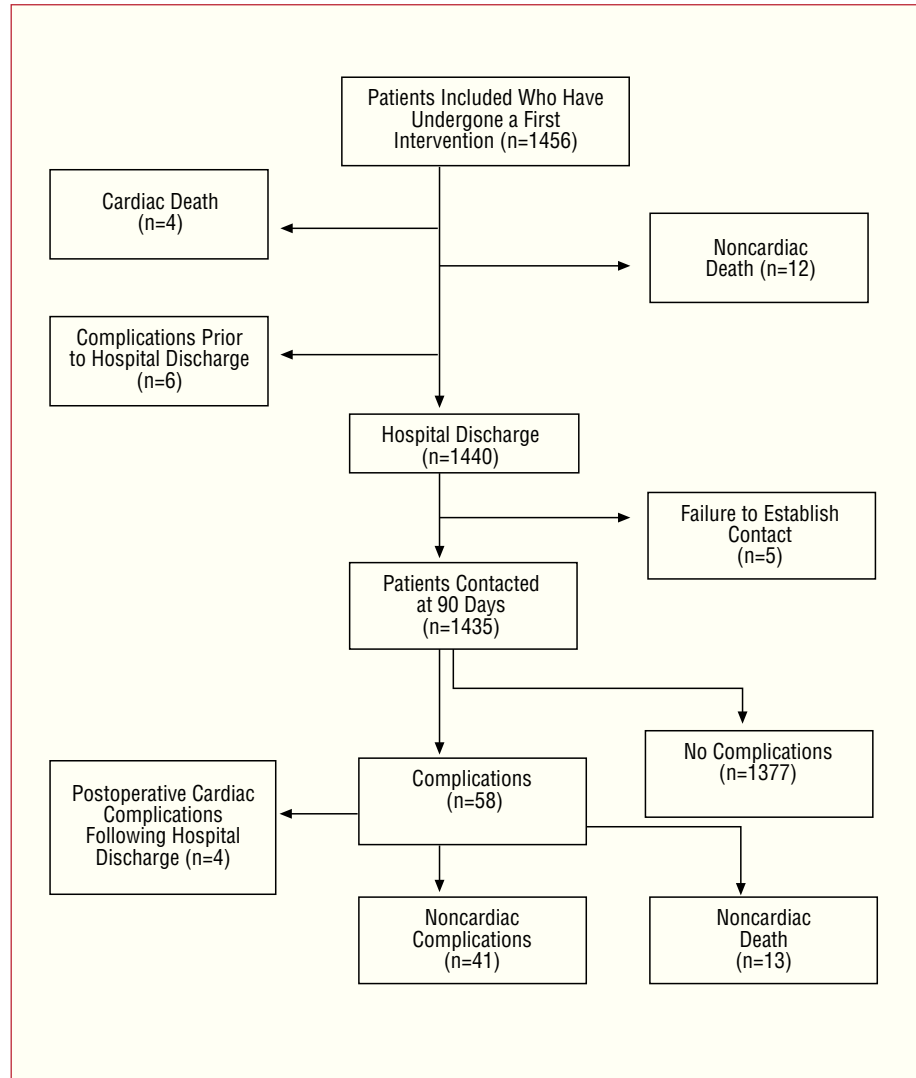 Patients Included Who Have
Undergone a First
Intervention (n=1456)
Cardiac Death
(n=4)
Noncardiac
Death (n=12)
Complications Prior
to Hospital Discharge
(n=6)
Hospital Discharge
(n=1440)
Failure to Establish
Contact
(n=5)
Patients Contacted
at 90 Days
(n=1435)
No Complications
(n=1377)
Complications
(n=58)
Postoperative Cardiac
Complications
Following Hospital
Discharge (n=4)
Noncardiac
Complications
(n=41)
Noncardiac
Death
(n=13)